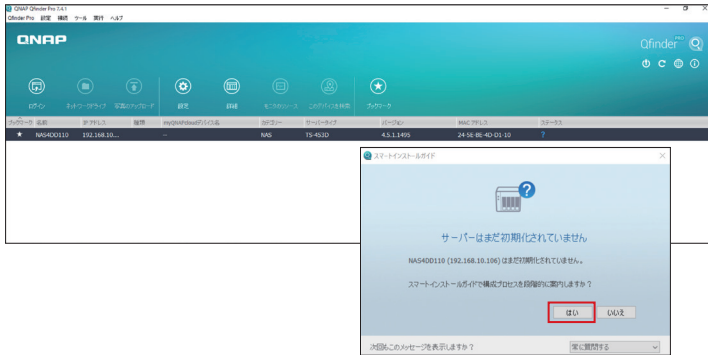 QNAP Qfinder Pro 7.4.1
Qfinder Pro 設定 接続 ツール 実行 ヘルプ
QNAP
Qfinder PRO
ログイン ネットワークドライブ 写真のアップロード 設定 詳細 モニタのリソース このデバイスを検索 ブックマーク
ブックマーク 名前 IP アドレス 種類 myQNAPcloudデバイス名 カテゴリー サーバータイプ バージョン MAC アドレス ステータス
★ NAS4DD110 192.168.10.... -- NAS TS-453D 4.5.1.1495 24-5E-BE-4D-D1-10 ?
スマートインストールガイド
サーバーはまだ初期化されていません
NAS4DD110 (192.168.10.106) はまだ初期化されていません。
スマートインストールガイドで構成プロセスを段階的に案内しますか？
はい いいえ
次回もこのメッセージを表示しますか？ 常に質問する